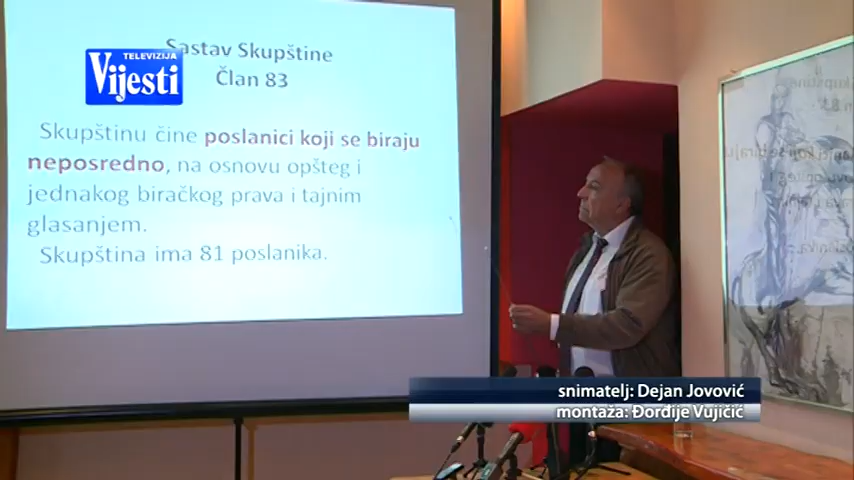 Sastav Skupštine
Član 83
TELEVIZIJA
Vijesti
Skupštinu čine poslanici koji se biraju
neposredno, na osnovu opšteg i
jednakog biračkog prava i tajnim
glasanjem.
Skupština ima 81 poslanika.
snimatelj: Dejan Jovović
montaža: Đorđije Vujičić